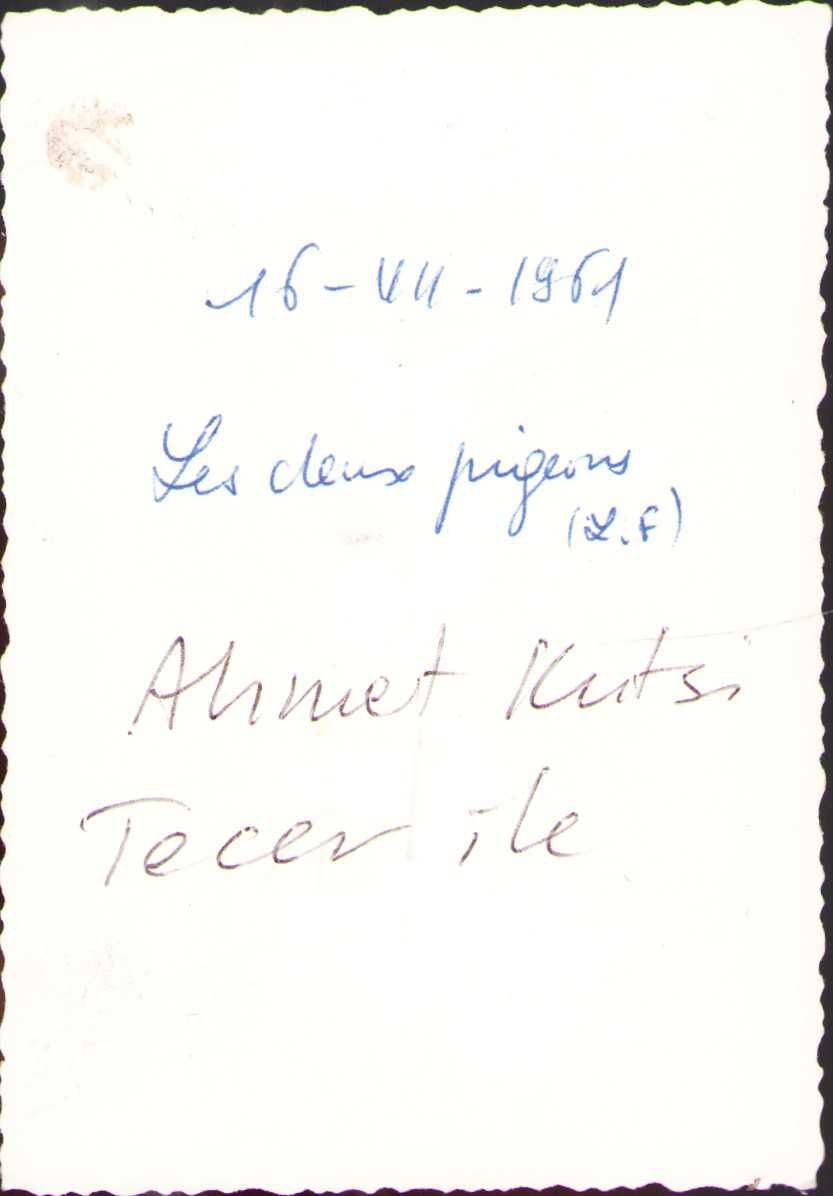 16-VII-1961
Les deux pigeons
(L.F)
Ahmet Kutsi
Tecer ile